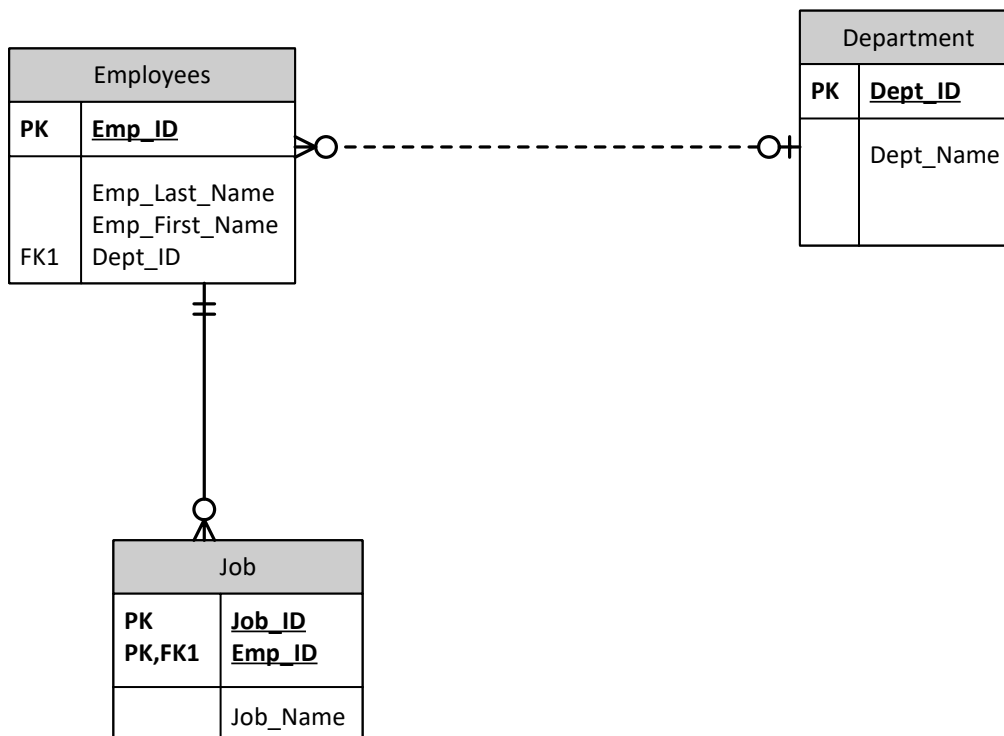 Employees
PK Emp_ID
Emp_Last_Name
Emp_First_Name
FK1 Dept_ID
Department
PK Dept_ID
Dept_Name
Job
PK Job_ID
PK,FK1 Emp_ID
Job_Name